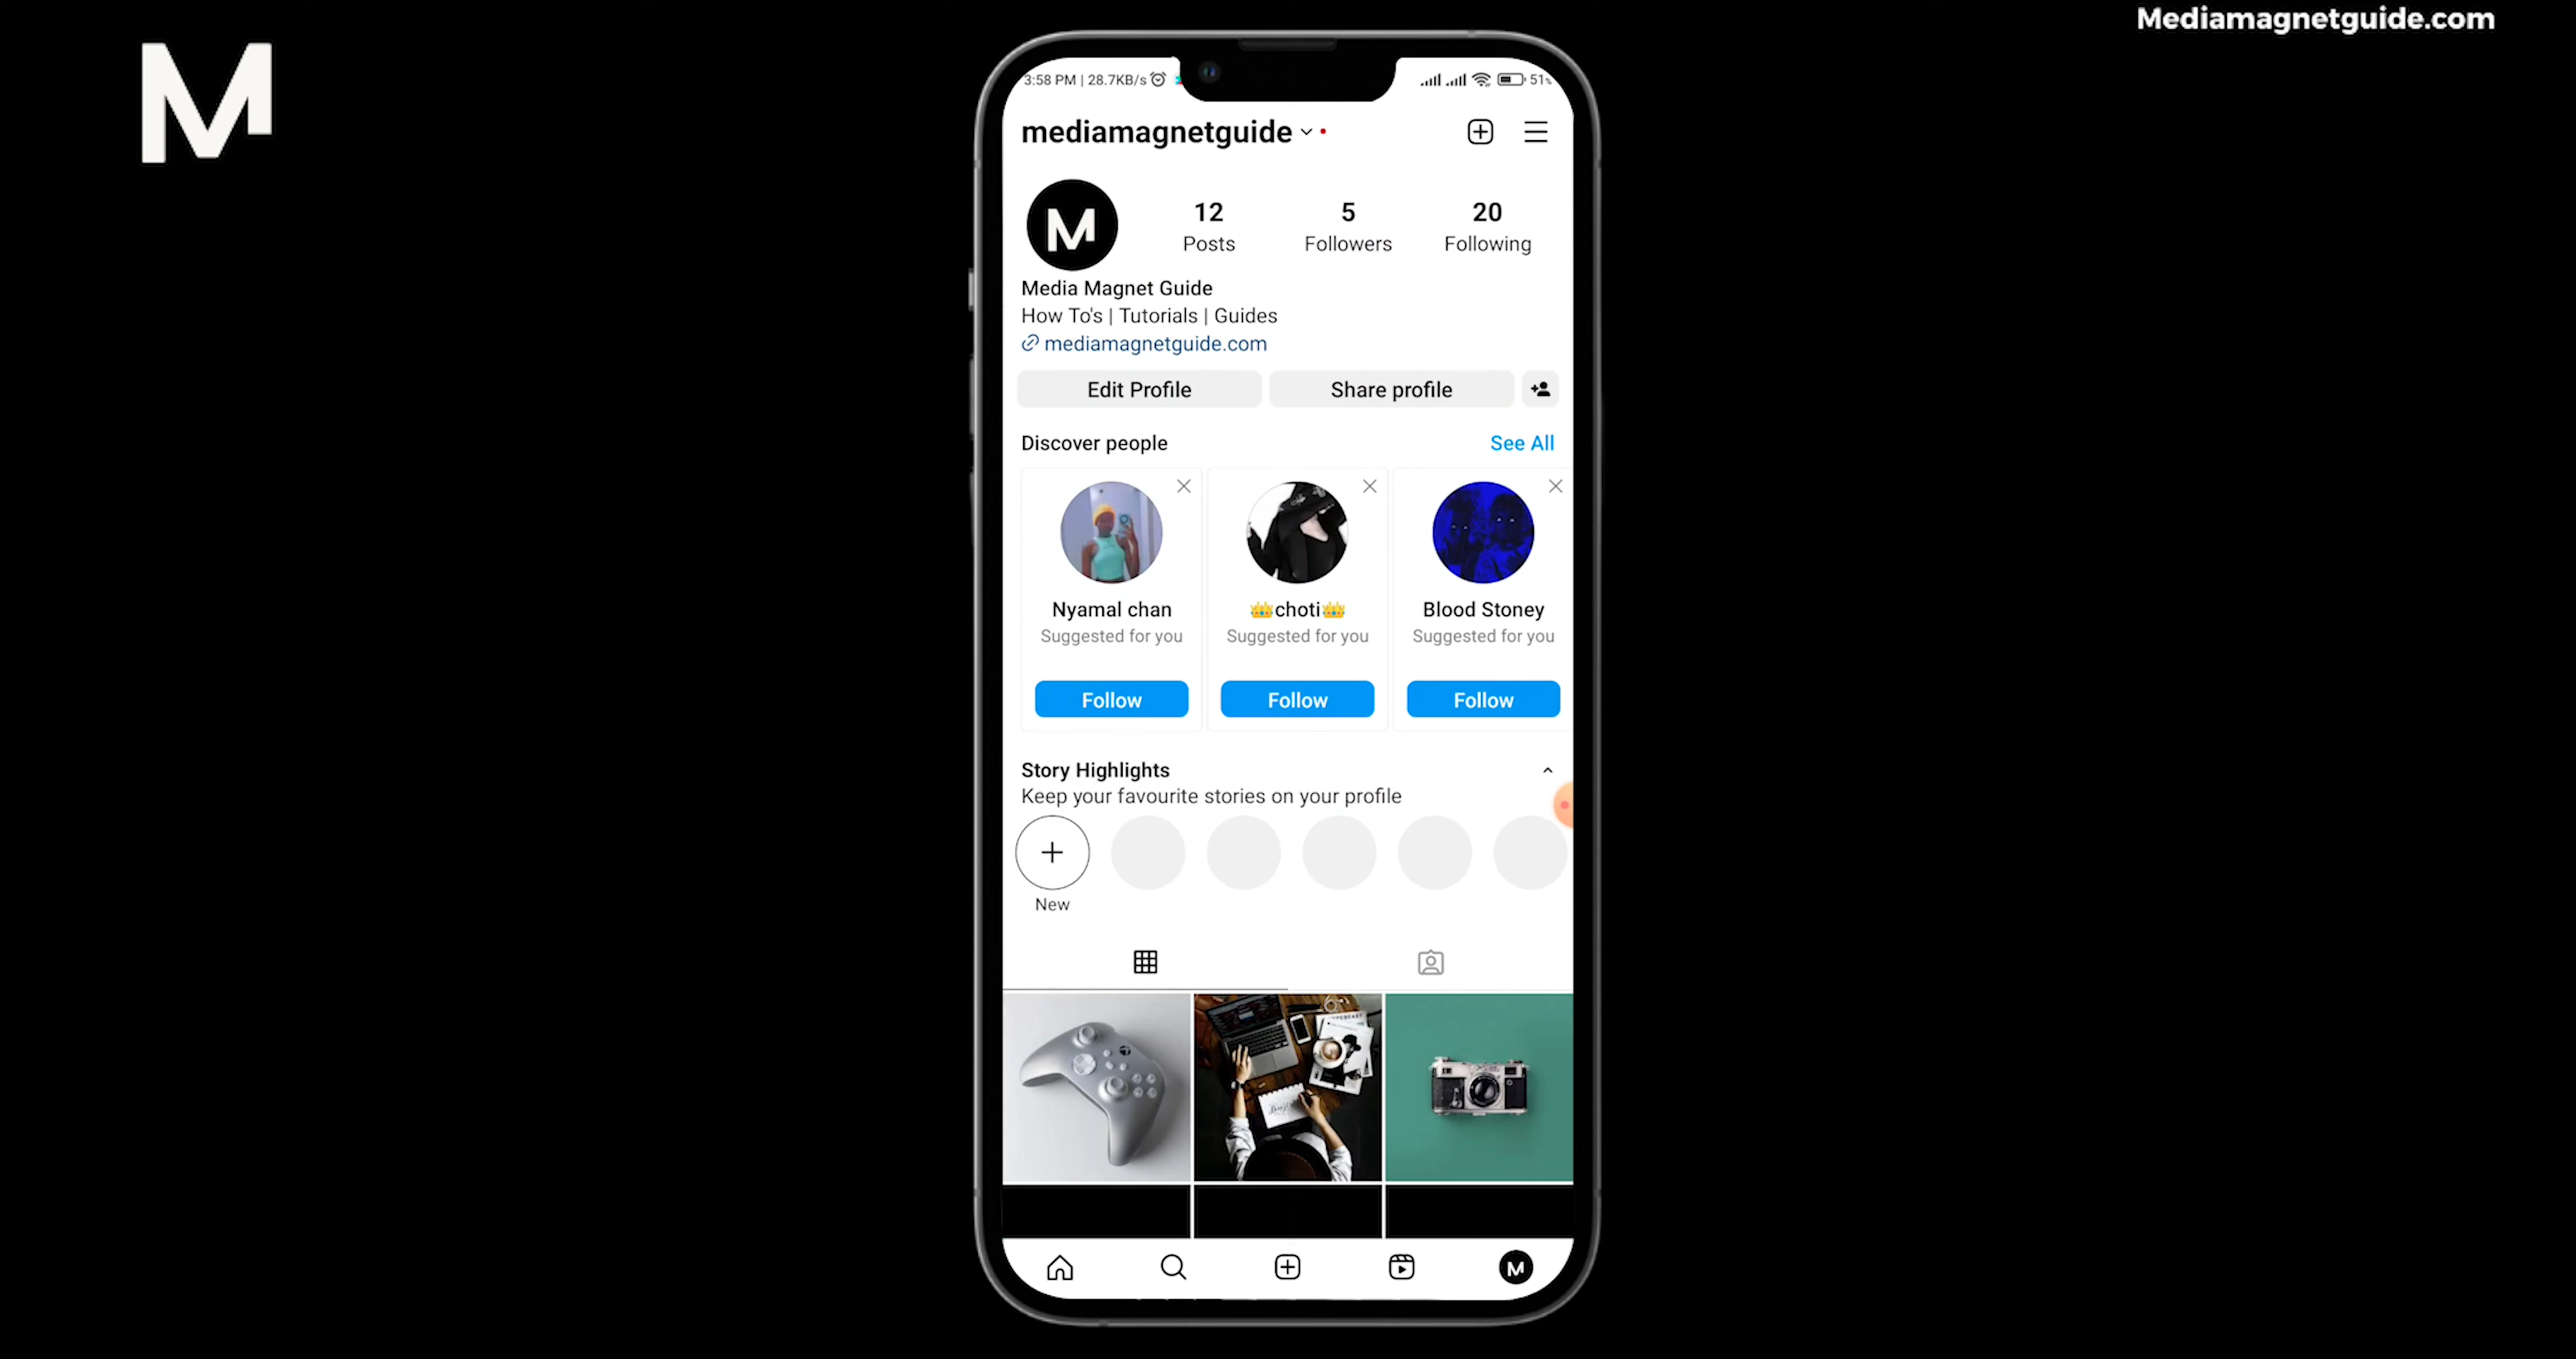 Mediamagnetguide.com
M
3:58 PM | 28.7KB/s
51%
mediamagnetguide
M
12
Posts
5
Followers
20
Following
Media Magnet Guide
How To's | Tutorials | Guides
mediamagnetguide.com
Edit Profile
Share profile
Discover people
See All
Nyamal chan
Suggested for you
Follow
👑choti👑
Suggested for you
Follow
Blood Stoney
Suggested for you
Follow
Story Highlights
Keep your favourite stories on your profile
New
M